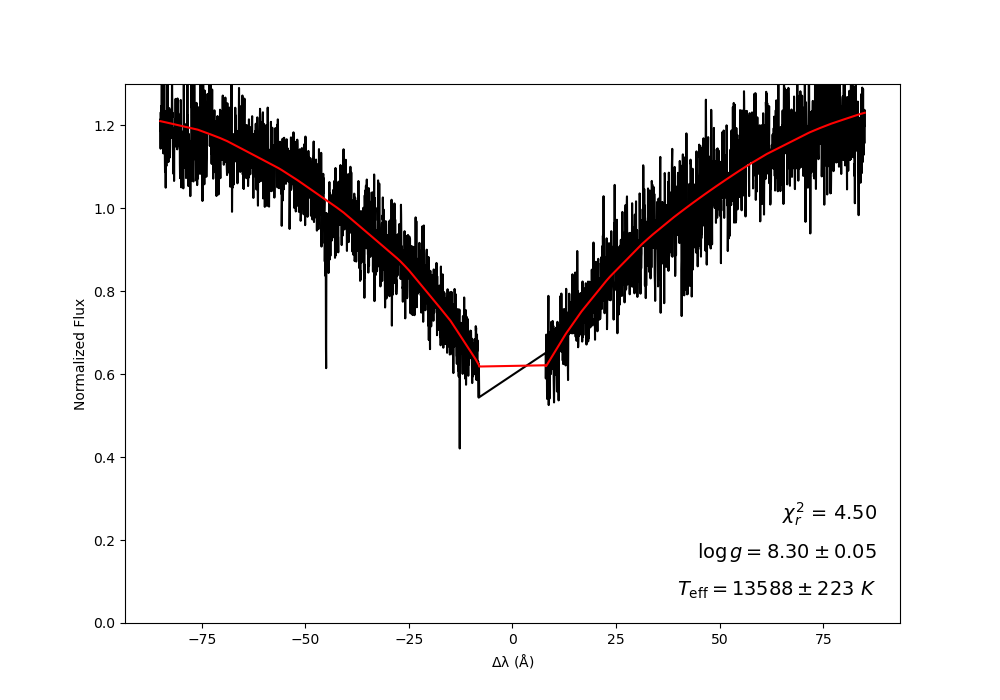 1.2
1.0
0.8
0.6
0.4
0.2
0.0
Normalized Flux
χ²ᵣ = 4.50
log g = 8.30 ± 0.05
T_eff = 13588 ± 223 K
−75 −50 −25 0 25 50 75
Δλ (Å)